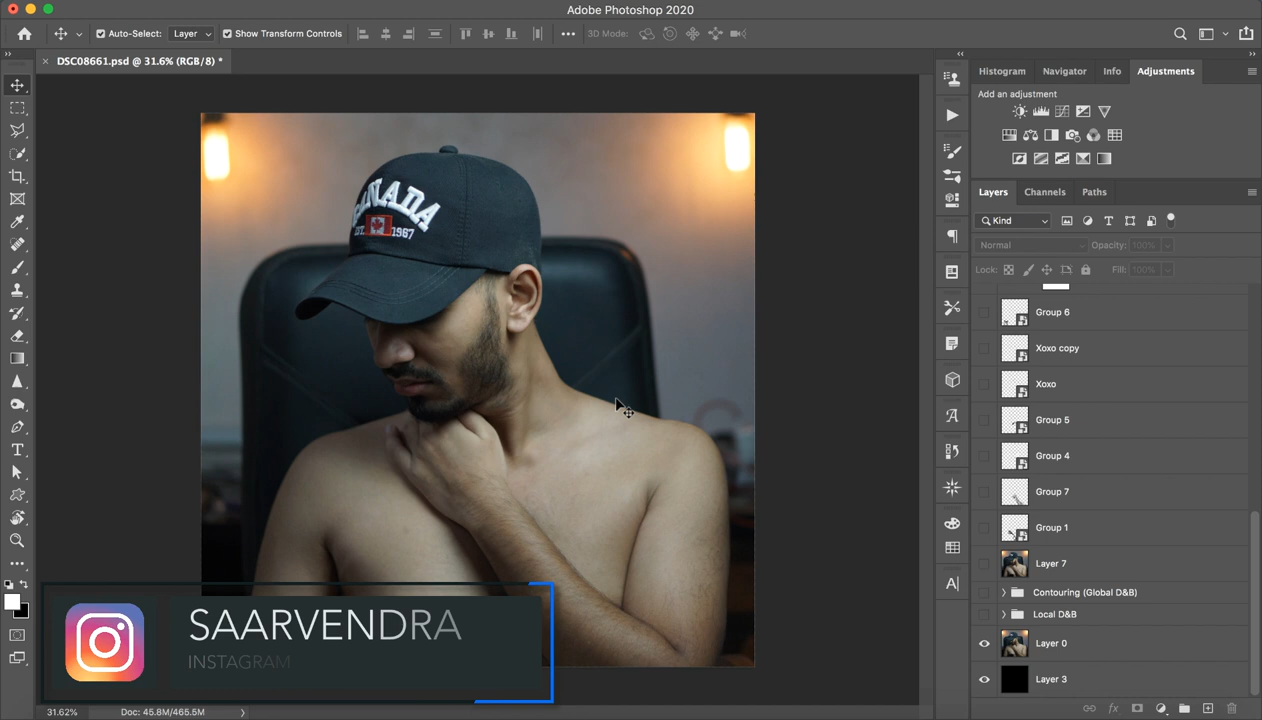 Adobe Photoshop 2020
Auto-Select: Layer Show Transform Controls 3D Mode:
DSC08661.psd @ 31.6% (RGB/8) *
Histogram Navigator Info Adjustments
Add an adjustment
Layers Channels Paths
Kind
Normal Opacity: 100%
Lock: Fill: 100%
Group 6
Xoxo copy
Xoxo
Group 5
Group 4
Group 7
Group 1
Layer 7
Contouring (Global D&B)
Local D&B
Layer 0
Layer 3
CANADA
EST. 1967
SAARVENDRA
INSTAGRAM
31.62% Doc: 45.8M/465.5M